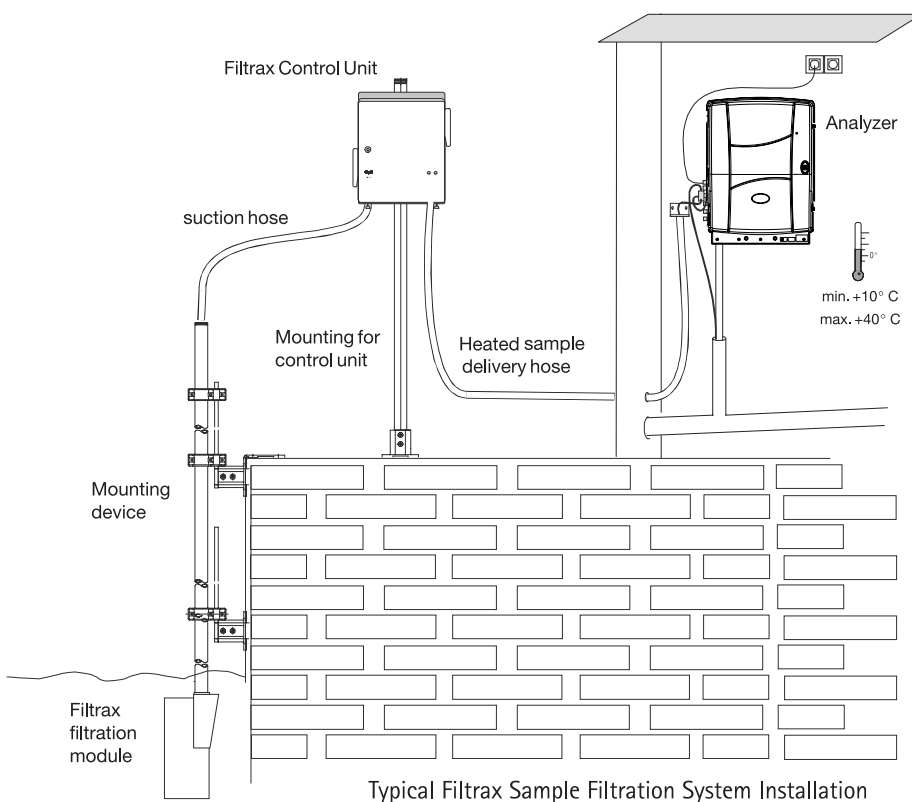 Filtrax Control Unit
Analyzer
suction hose
0°
min. +10° C
max. +40° C
Mounting for
control unit
Heated sample
delivery hose
Mounting
device
Filtrax
filtration
module
Typical Filtrax Sample Filtration System Installation